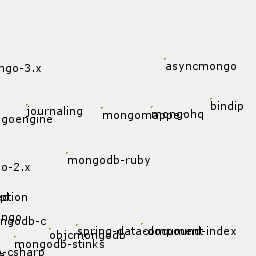 asyncmongo
ngo-3.x
bindip
journaling
mongomapper
mongohq
goengine
mongodb-ruby
o-2.x
ption
ngo
ngodb-c
spring-data-document-index
objcmongodb
mongodb-stinks
-csharp